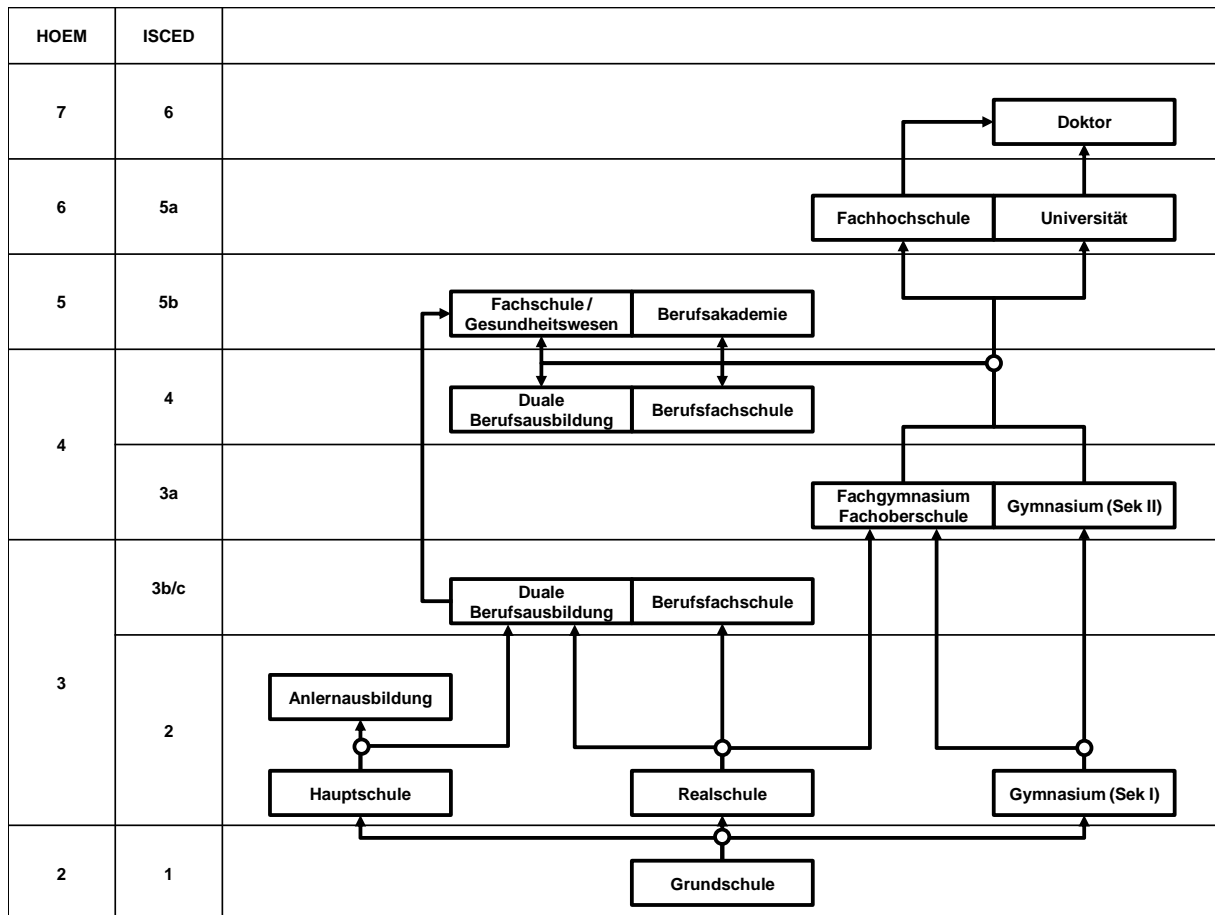 HOEM
ISCED
7
6
Doktor
6
5a
Fachhochschule
Universität
5
5b
Fachschule /
Gesundheitswesen
Berufsakademie
4
4
Duale
Berufsausbildung
Berufsfachschule
3a
Fachgymnasium
Fachoberschule
Gymnasium (Sek II)
3
3b/c
Duale
Berufsausbildung
Berufsfachschule
2
Anlernausbildung
Hauptschule
Realschule
Gymnasium (Sek I)
2
1
Grundschule